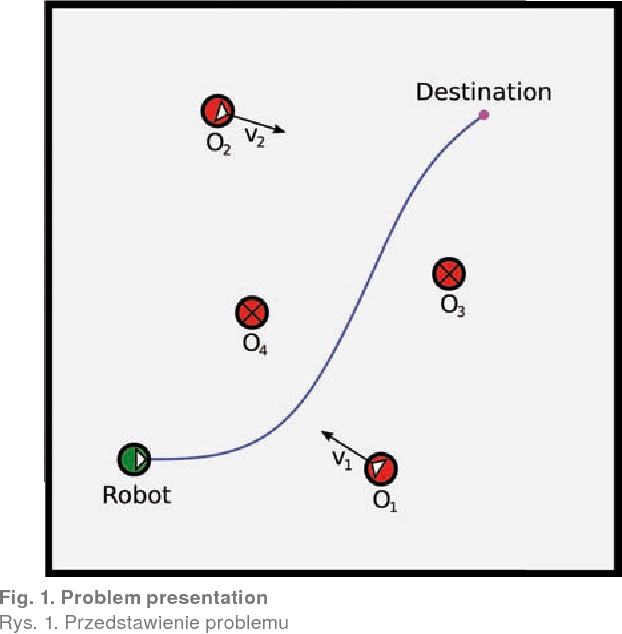 Destination
v₂
O₂
O₃
O₄
v₁
O₁
Robot
Fig. 1. Problem presentation
Rys. 1. Przedstawienie problemu